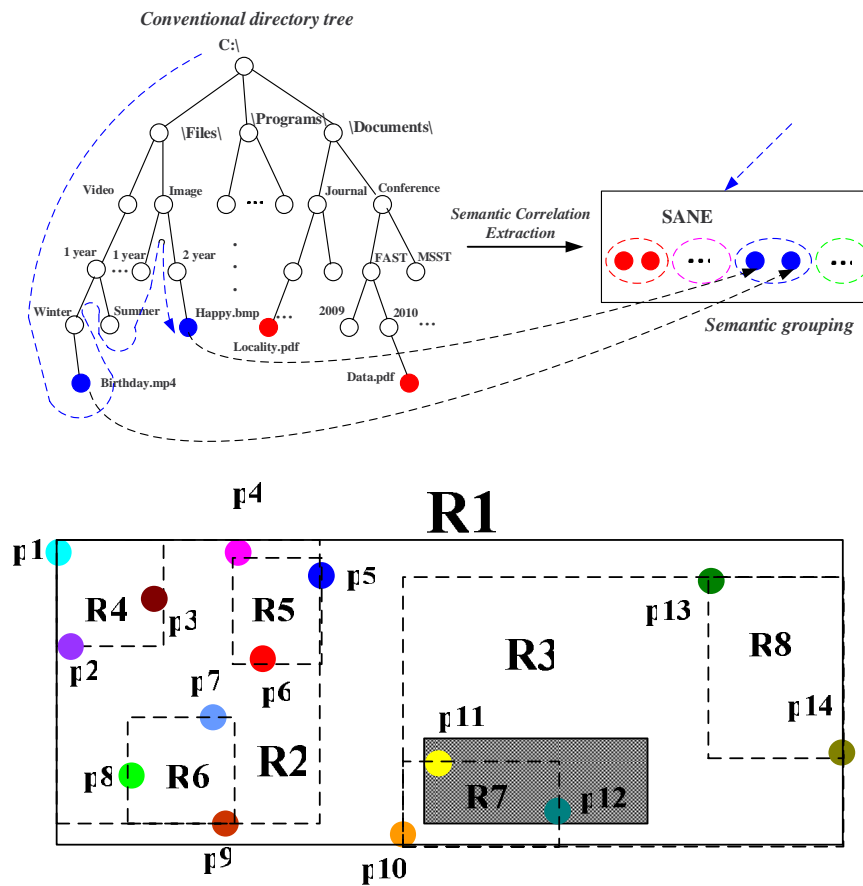 Conventional directory tree
C:\
\Files\
\Programs\
\Documents\
Video
Image
Journal
Conference
1 year
1 year
2 year
FAST
MSST
Winter
Summer
Happy.bmp
Locality.pdf
2009
2010
Birthday.mp4
Data.pdf
Semantic Correlation
Extraction
SANE
Semantic grouping
R1
p4
p1
p5
R4
p3
R5
p13
R3
R8
p2
p6
p7
p11
p14
p8
R6
R2
R7
p12
p9
p10